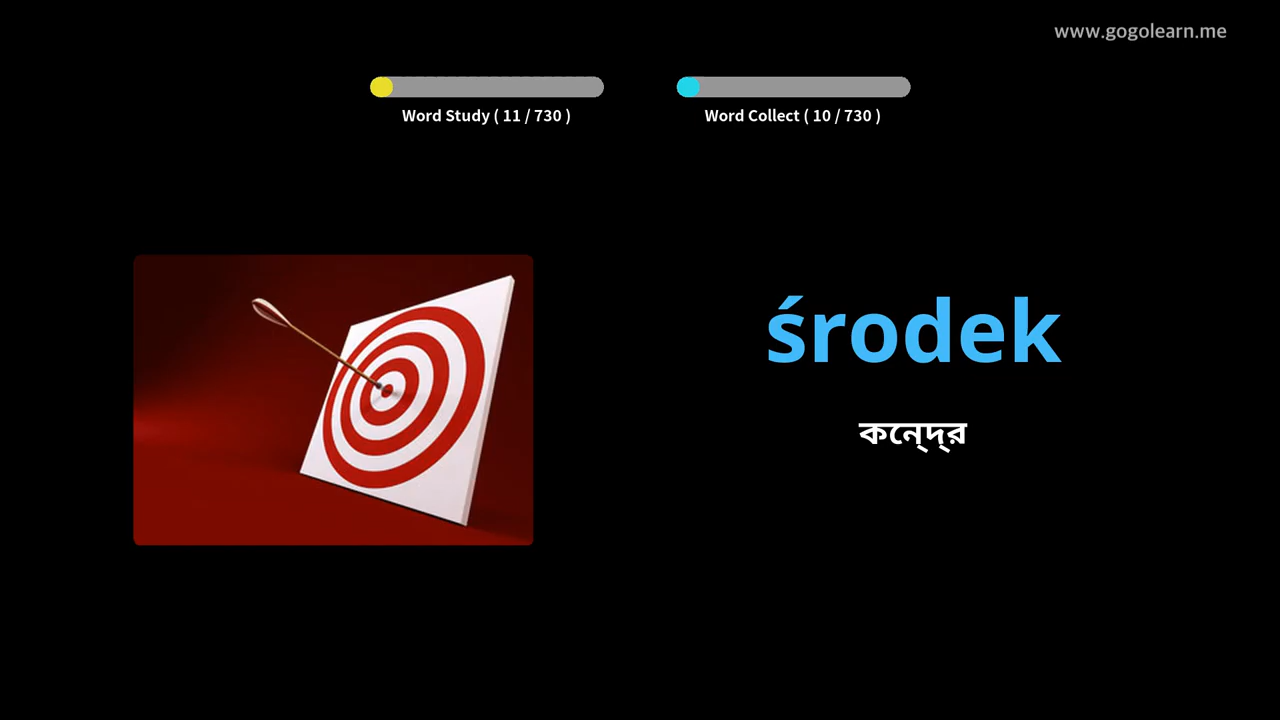 www.gogolearn.me
Word Study ( 11 / 730 )
Word Collect ( 10 / 730 )
środek
কেন্দ্র